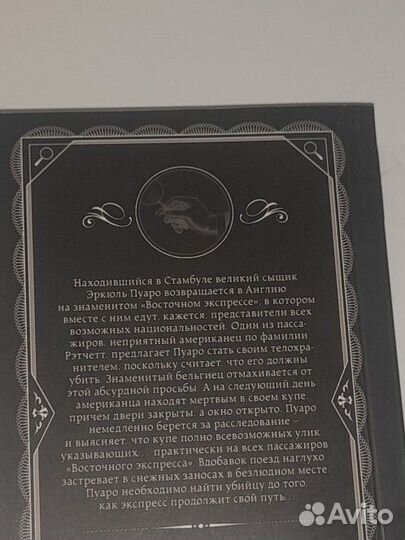 Находившийся в Стамбуле великий сыщик
Эркюль Пуаро возвращается в Англию
на знаменитом «Восточном экспрессе», в котором
вместе с ним едут, кажется, представители всех
возможных национальностей. Один из пасса-
жиров, неприятный американец по фамилии
Рэтчетт, предлагает Пуаро стать своим телохра-
нителем, поскольку считает, что его должны
убить. Знаменитый бельгиец отмахивается от
этой абсурдной просьбы. А на следующий день
американца находят мертвым в своем купе,
причем двери закрыты, а окно открыто. Пуаро
немедленно берется за расследование –
и выясняет, что купе полно всевозможных улик,
указывающих... практически на всех пассажиров
«Восточного экспресса». Вдобавок поезд наглухо
застревает в снежных заносах в безлюдном месте.
Пуаро необходимо найти убийцу до того,
как экспресс продолжит свой путь...
Avito